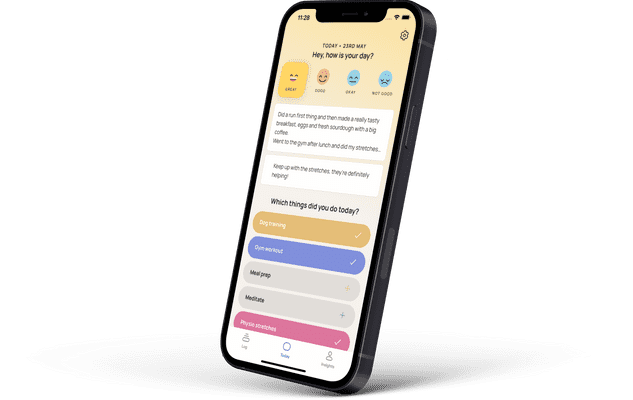 11:28
TODAY • 23RD MAY
Hey, how is your day?
GREAT
GOOD
OKAY
NOT GOOD
Did a run first thing and then made a really tasty
breakfast, eggs and fresh sourdough with a big
coffee.
Went to the gym after lunch and did my stretches...
Keep up with the stretches, they're definitely
helping!
Which things did you do today?
Dog training
Gym workout
Meal prep
Meditate
Physio stretches
Log
Today
Insights